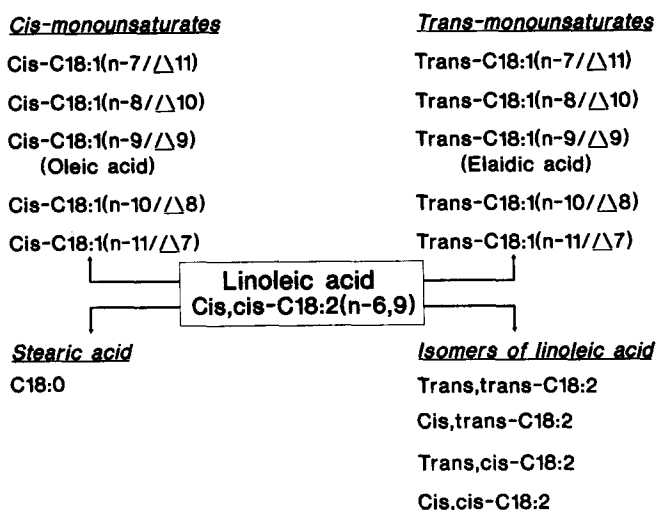 Cis-monounsaturates
Cis-C18:1(n-7/△11)
Cis-C18:1(n-8/△10)
Cis-C18:1(n-9/△9)
(Oleic acid)
Cis-C18:1(n-10/△8)
Cis-C18:1(n-11/△7)
Trans-monounsaturates
Trans-C18:1(n-7/△11)
Trans-C18:1(n-8/△10)
Trans-C18:1(n-9/△9)
(Elaidic acid)
Trans-C18:1(n-10/△8)
Trans-C18:1(n-11/△7)
Linoleic acid
Cis,cis-C18:2(n-6,9)
Stearic acid
C18:0
Isomers of linoleic acid
Trans,trans-C18:2
Cis,trans-C18:2
Trans,cis-C18:2
Cis,cis-C18:2